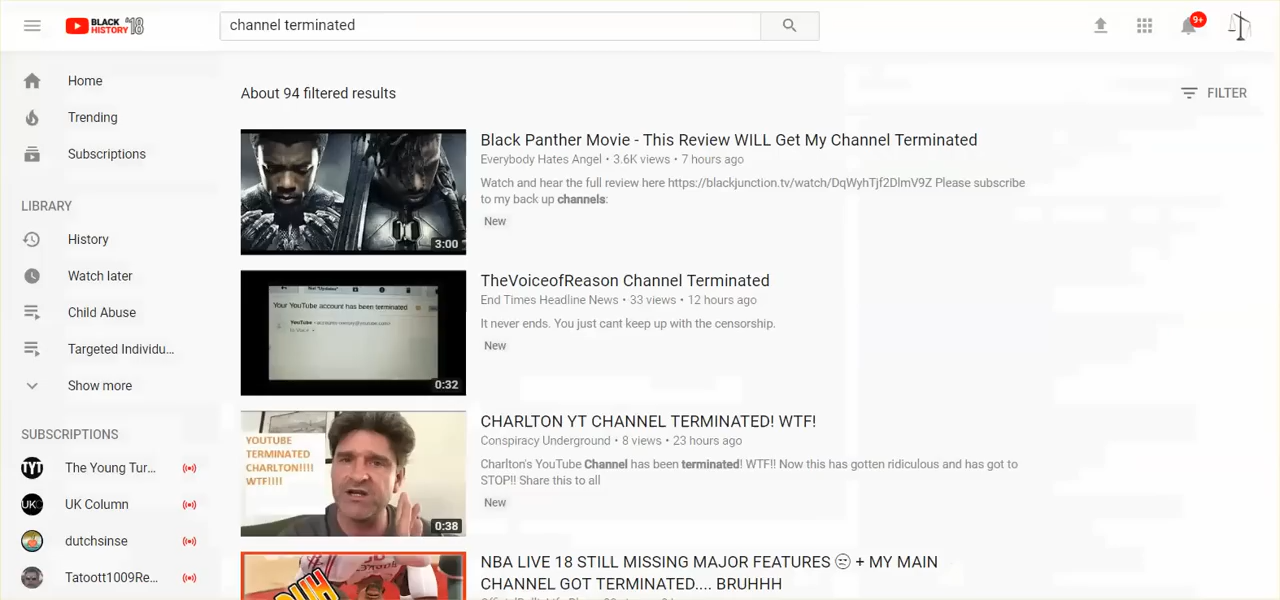 BLACK
HISTORY '18
channel terminated
9+
Home
Trending
Subscriptions
LIBRARY
History
Watch later
Child Abuse
Targeted Individu...
Show more
SUBSCRIPTIONS
TYT The Young Tur...
UK UK Column
dutchsinse
Tatoott1009Re...
About 94 filtered results
FILTER
3:00
Black Panther Movie - This Review WILL Get My Channel Terminated
Everybody Hates Angel • 3.6K views • 7 hours ago
Watch and hear the full review here https://blackjunction.tv/watch/DqWyhTjf2DlmV9Z Please subscribe
to my back up channels:
New
Your YouTube account has been terminated
YouTube
0:32
TheVoiceofReason Channel Terminated
End Times Headline News • 33 views • 12 hours ago
It never ends. You just cant keep up with the censorship.
New
YOUTUBE
TERMINATED
CHARLTON!!!!
WTF!!!!
0:38
CHARLTON YT CHANNEL TERMINATED! WTF!
Conspiracy Underground • 8 views • 23 hours ago
Charlton's YouTube Channel has been terminated! WTF!! Now this has gotten ridiculous and has got to
STOP!! Share this to all
New
NBA LIVE 18 STILL MISSING MAJOR FEATURES 😒 + MY MAIN
CHANNEL GOT TERMINATED.... BRUHHH